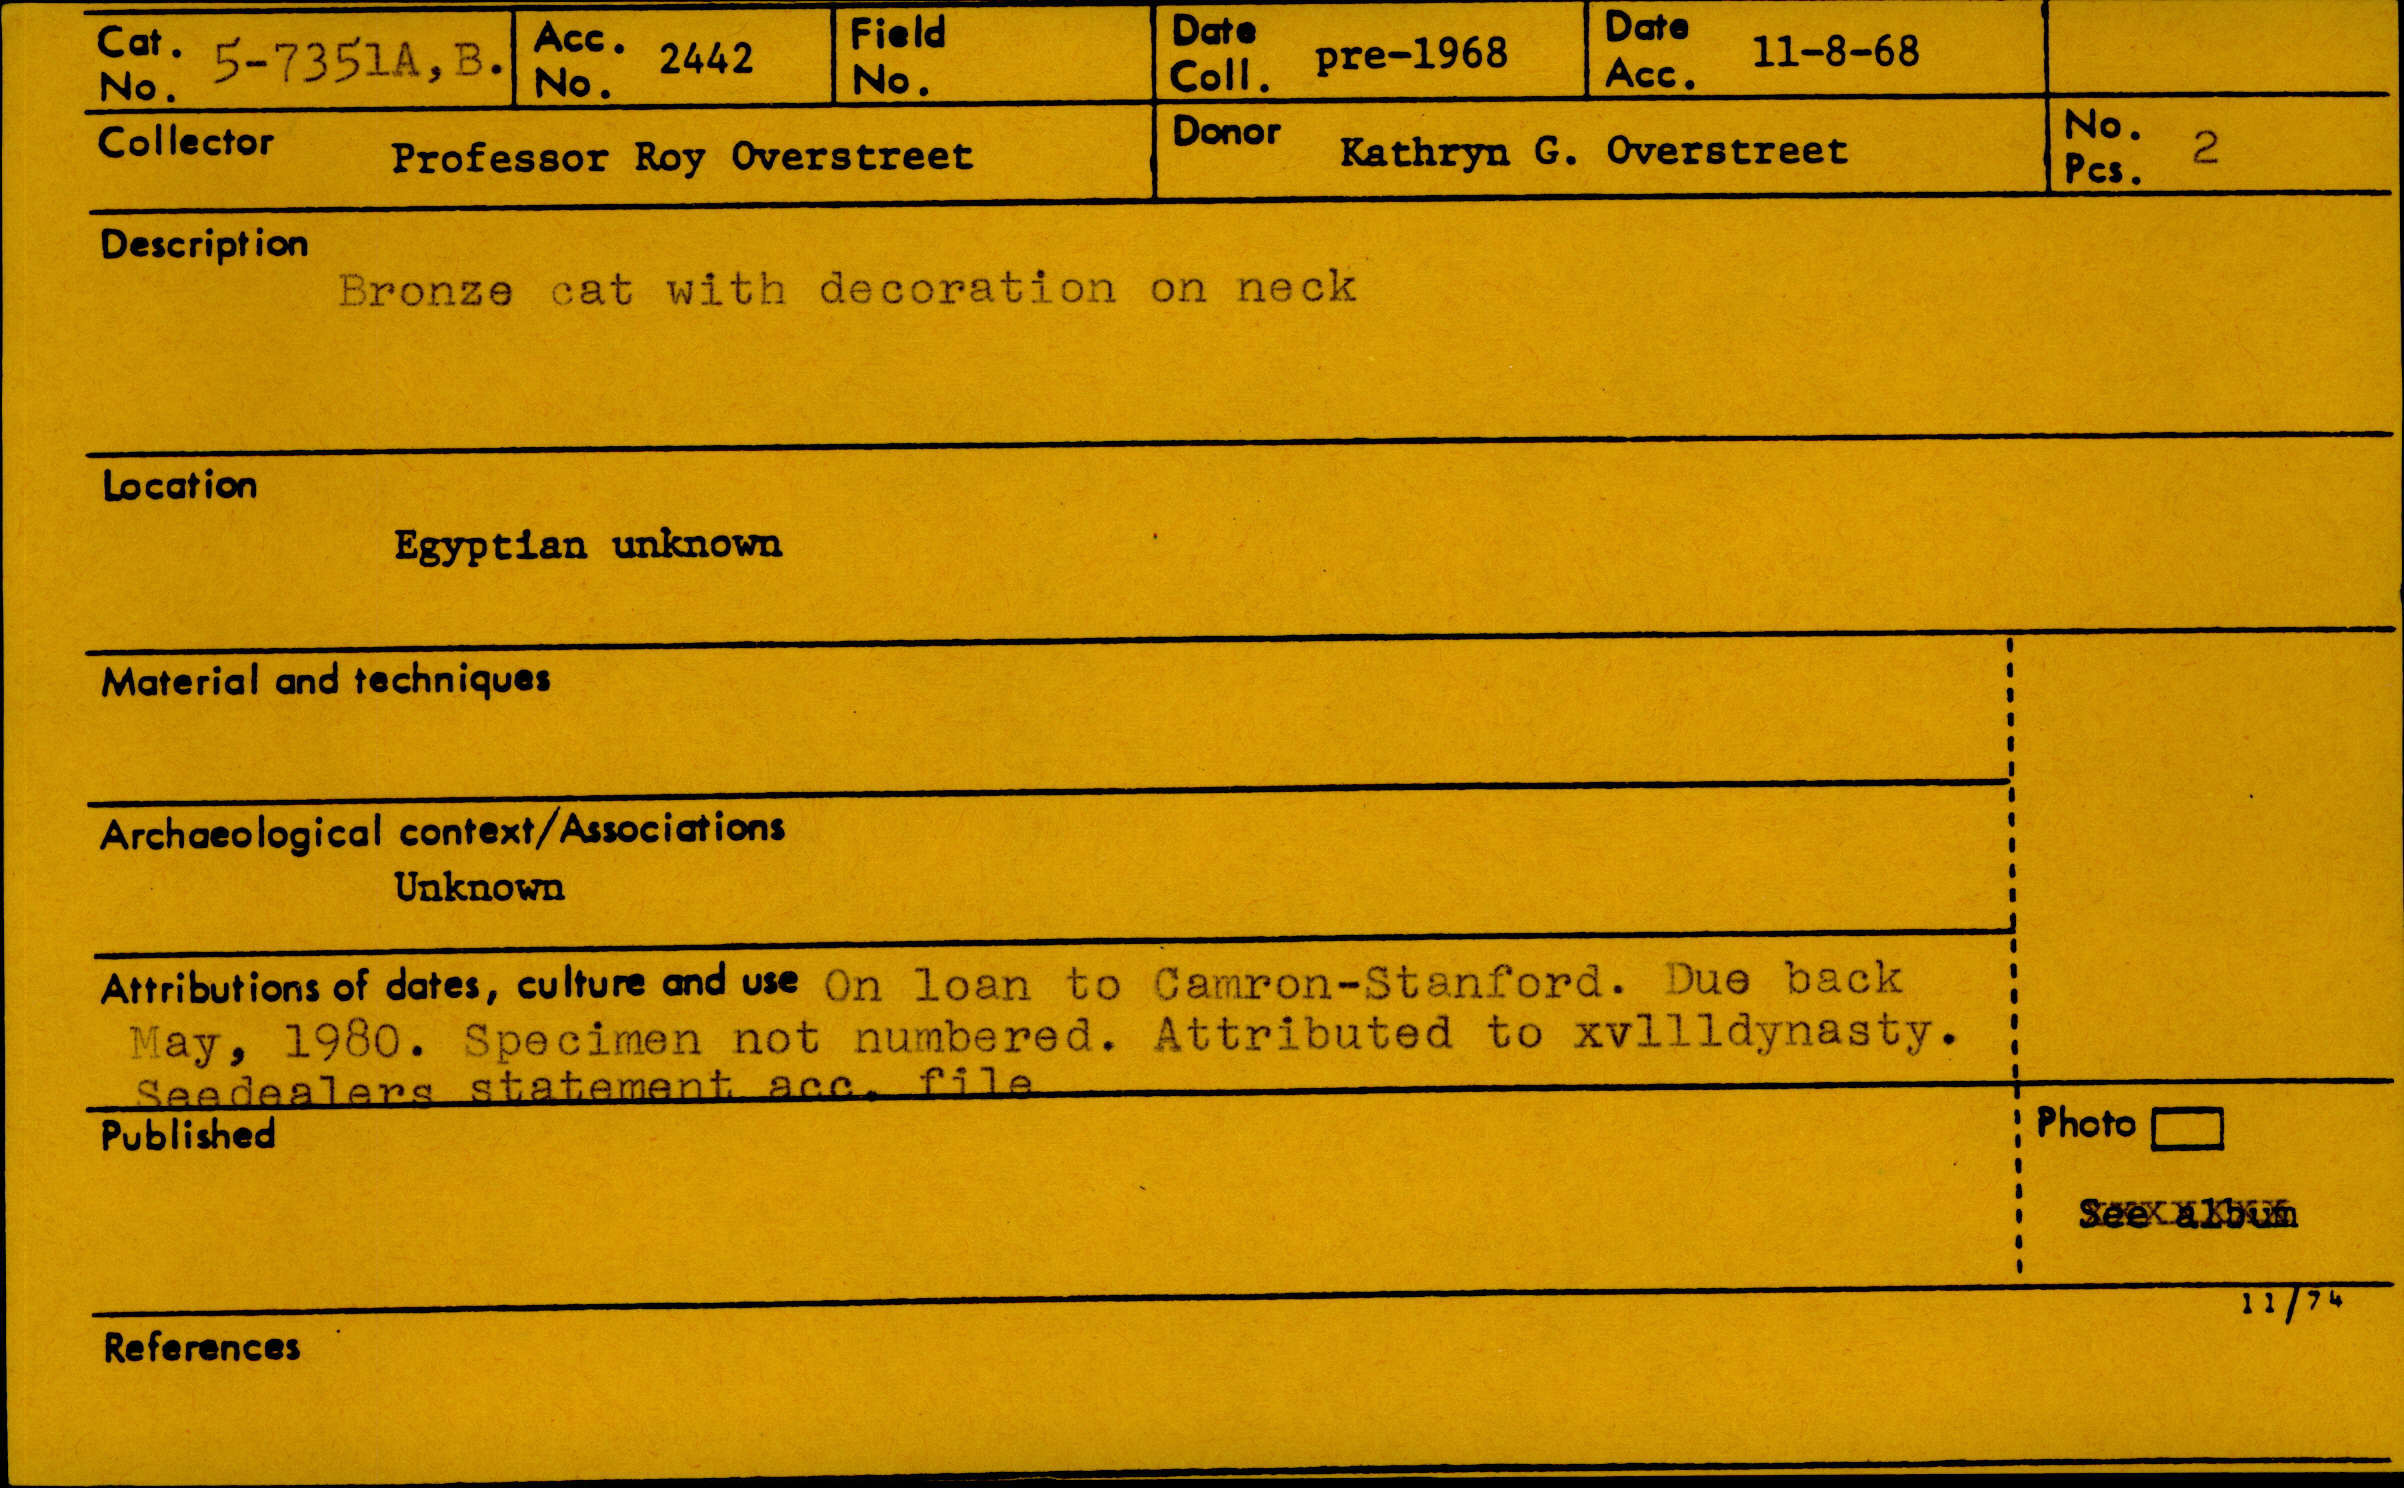 Cat. No. 5-7351A,B.
Acc. No. 2442
Field No.
Date Coll. pre-1968
Date Acc. 11-8-68
Collector Professor Roy Overstreet
Donor Kathryn G. Overstreet
No. Pcs. 2
Description
Bronze cat with decoration on neck
Location
Egyptian unknown
Material and techniques
Archaeological context/Associations
Unknown
Attributions of dates, culture and use On loan to Camron-Stanford. Due back
May, 1980. Specimen not numbered. Attributed to xvllldynasty.
Seedealers statement acc. file
Published
Photo
See album
11/74
References